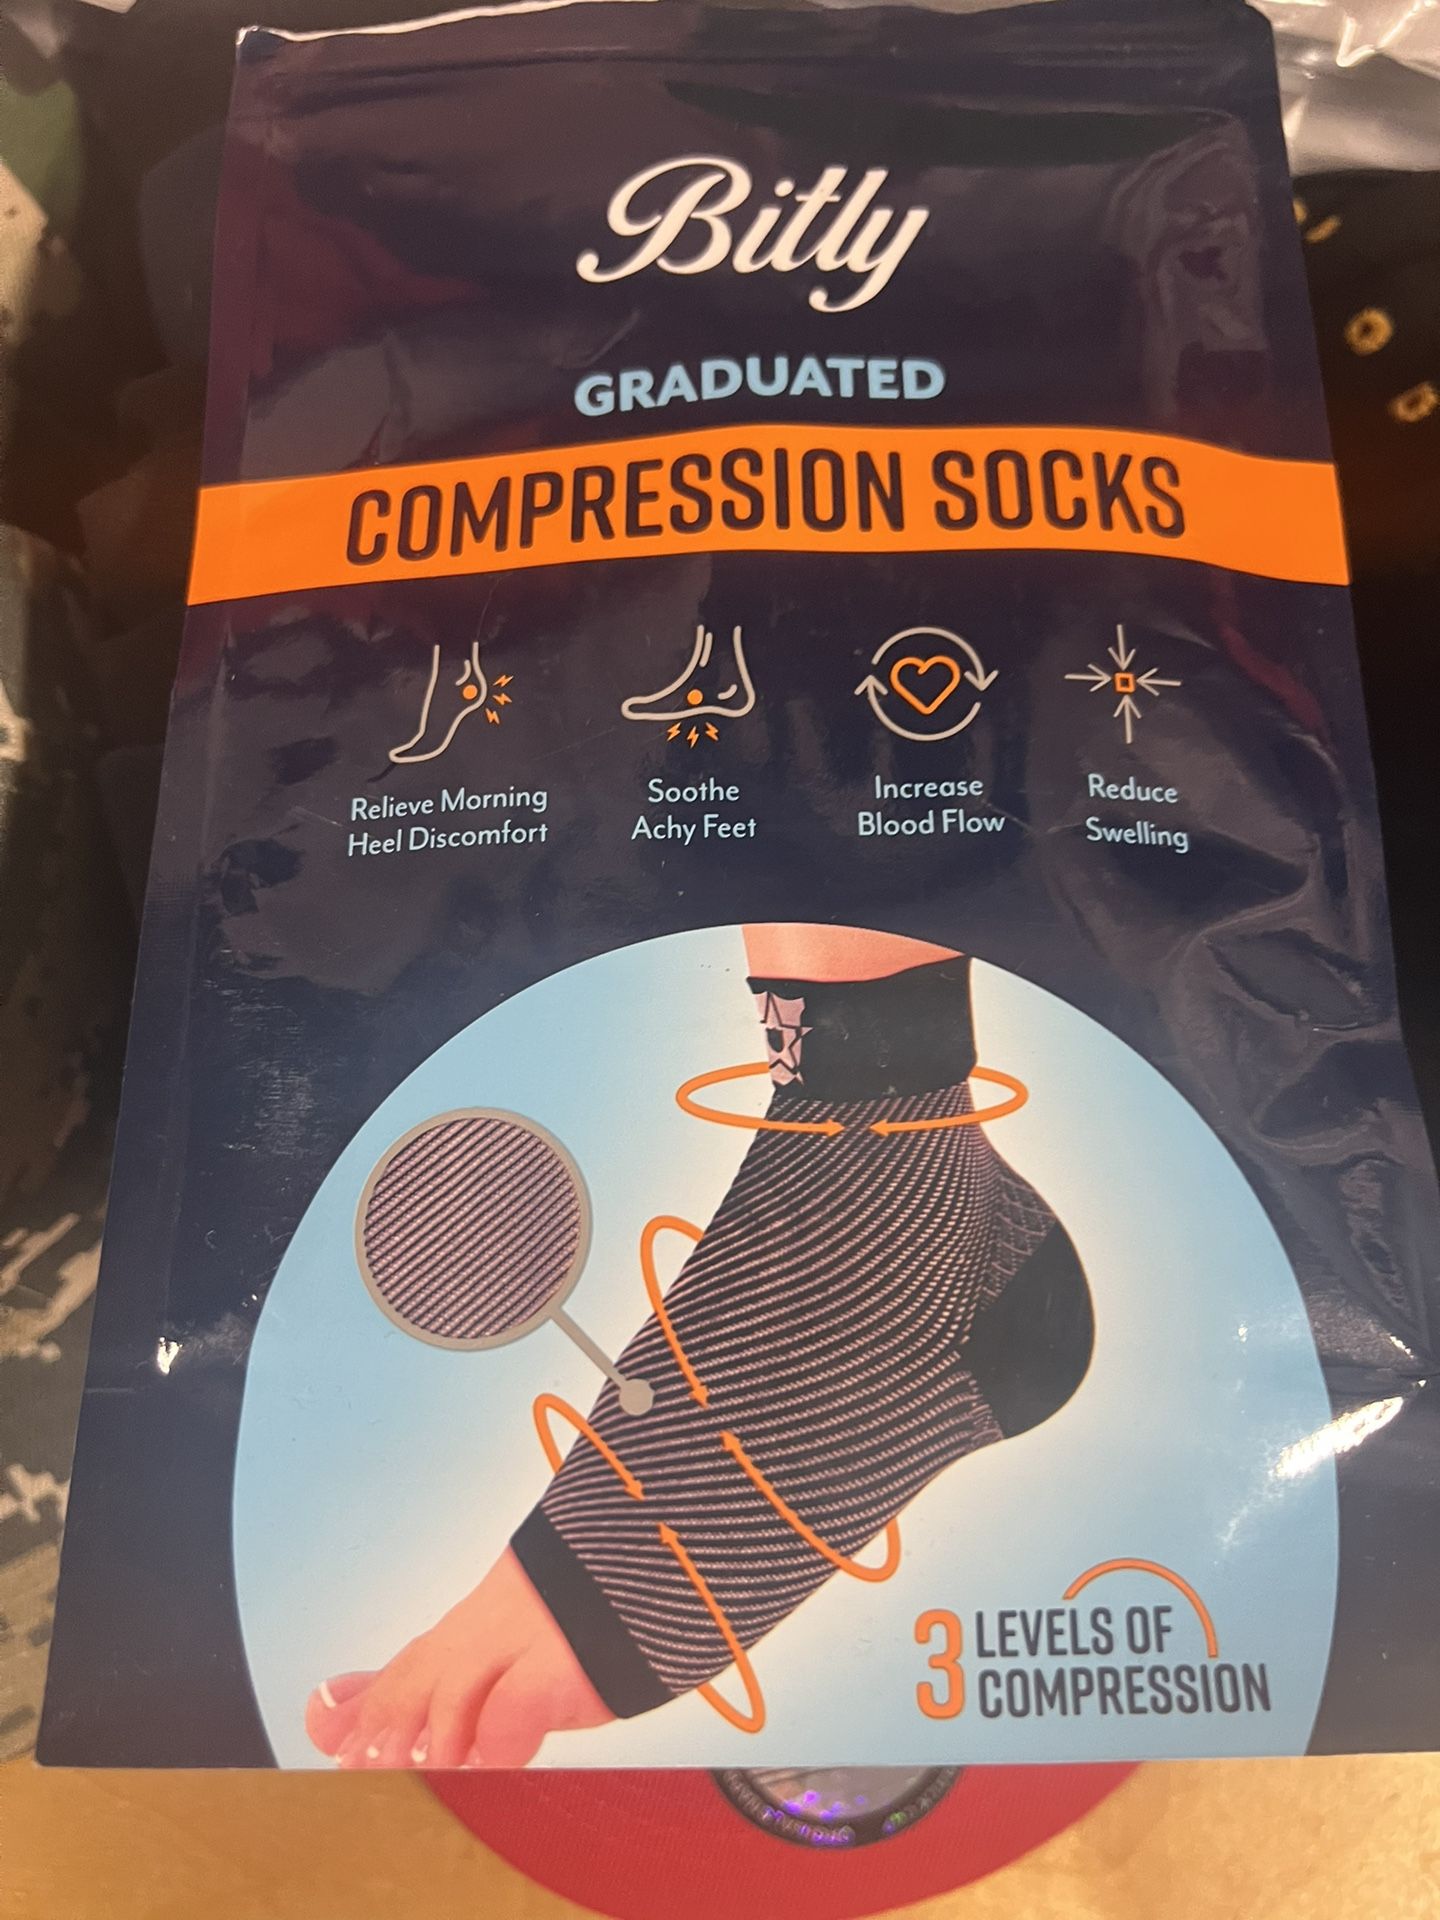 Bitly
GRADUATED
COMPRESSION SOCKS
Relieve Morning
Heel Discomfort
Soothe
Achy Feet
Increase
Blood Flow
Reduce
Swelling
3 LEVELS OF
COMPRESSION